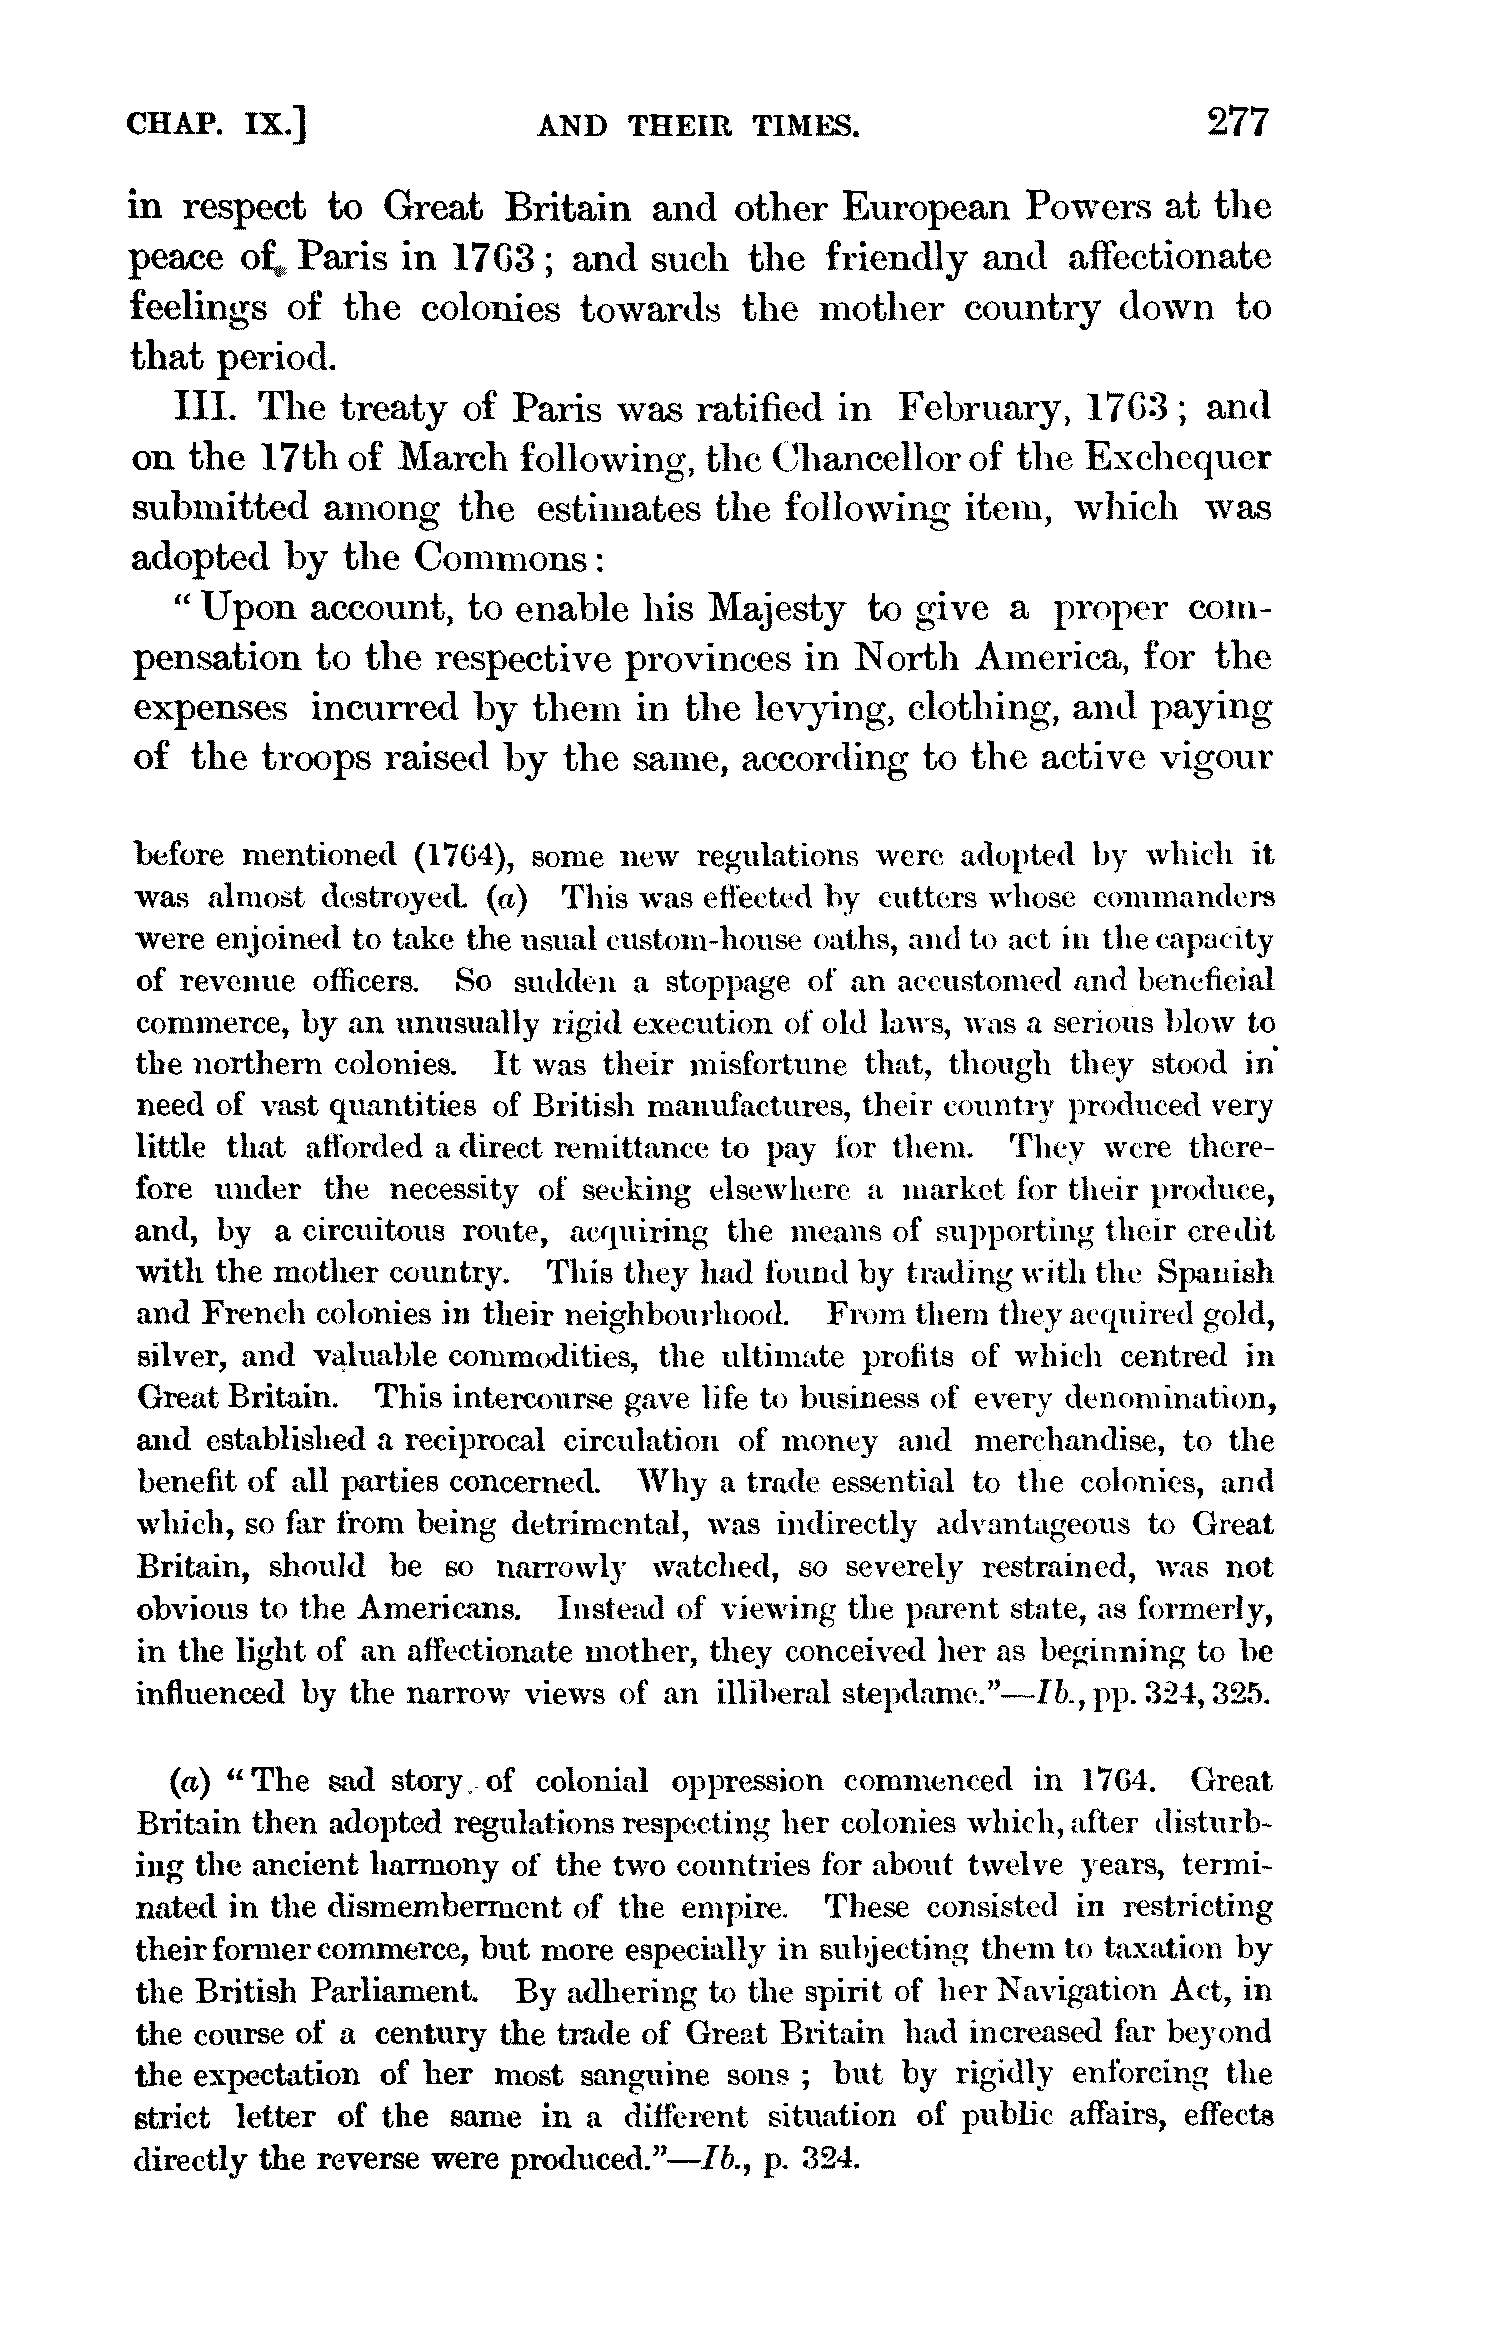 CHAP. IX.] AND THEIR TIMES. 277
in respect to Great Britain and other European Powers at the
peace of Paris in 1763; and such the friendly and affectionate
feelings of the colonies towards the mother country down to
that period.
III. The treaty of Paris was ratified in February, 1763; and
on the 17th of March following, the Chancellor of the Exchequer
submitted among the estimates the following item, which was
adopted by the Commons:
"Upon account, to enable his Majesty to give a proper com-
pensation to the respective provinces in North America, for the
expenses incurred by them in the levying, clothing, and paying
of the troops raised by the same, according to the active vigour
before mentioned (1764), some new regulations were adopted by which it
was almost destroyed. (a) This was effected by cutters whose commanders
were enjoined to take the usual custom-house oaths, and to act in the capacity
of revenue officers. So sudden a stoppage of an accustomed and beneficial
commerce, by an unusually rigid execution of old laws, was a serious blow to
the northern colonies. It was their misfortune that, though they stood in
need of vast quantities of British manufactures, their country produced very
little that afforded a direct remittance to pay for them. They were there-
fore under the necessity of seeking elsewhere a market for their produce,
and, by a circuitous route, acquiring the means of supporting their credit
with the mother country. This they had found by trading with the Spanish
and French colonies in their neighbourhood. From them they acquired gold,
silver, and valuable commodities, the ultimate profits of which centred in
Great Britain. This intercourse gave life to business of every denomination,
and established a reciprocal circulation of money and merchandise, to the
benefit of all parties concerned. Why a trade essential to the colonies, and
which, so far from being detrimental, was indirectly advantageous to Great
Britain, should be so narrowly watched, so severely restrained, was not
obvious to the Americans. Instead of viewing the parent state, as formerly,
in the light of an affectionate mother, they conceived her as beginning to be
influenced by the narrow views of an illiberal stepdame."—Ib., pp. 324, 325.
(a) "The sad story of colonial oppression commenced in 1764. Great
Britain then adopted regulations respecting her colonies which, after disturb-
ing the ancient harmony of the two countries for about twelve years, termi-
nated in the dismemberment of the empire. These consisted in restricting
their former commerce, but more especially in subjecting them to taxation by
the British Parliament. By adhering to the spirit of her Navigation Act, in
the course of a century the trade of Great Britain had increased far beyond
the expectation of her most sanguine sons; but by rigidly enforcing the
strict letter of the same in a different situation of public affairs, effects
directly the reverse were produced."—Ib., p. 324.